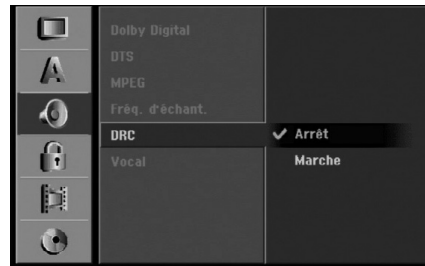 Dolby Digital
DTS
MPEG
Fréq. d'échant.
DRC
✔ Arrêt
Marche
Vocal